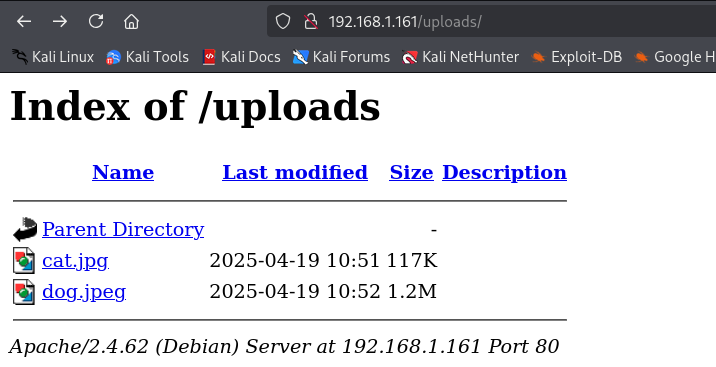 192.168.1.161/uploads/
Kali Linux Kali Tools Kali Docs Kali Forums Kali NetHunter Exploit-DB Google H
Index of /uploads
Name Last modified Size Description
Parent Directory -
cat.jpg 2025-04-19 10:51 117K
dog.jpeg 2025-04-19 10:52 1.2M
Apache/2.4.62 (Debian) Server at 192.168.1.161 Port 80